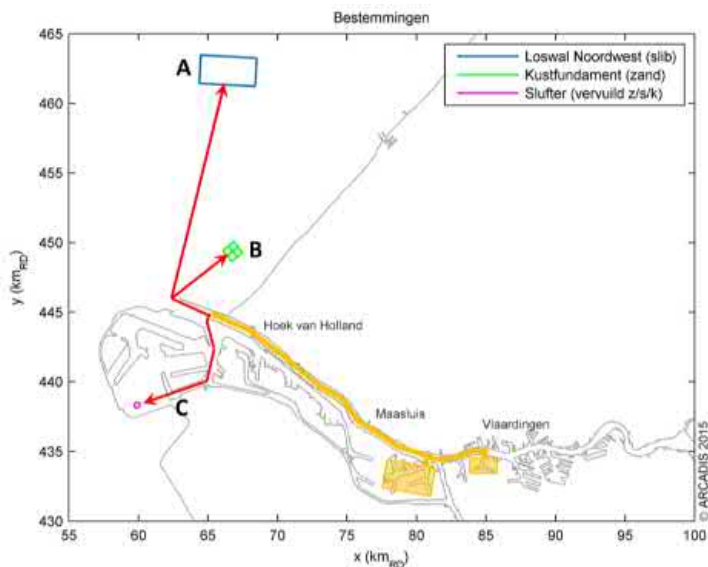 Bestemmingen
Loswal Noordwest (slib)
Kustfundament (zand)
Slufter (vervuild z/s/k)
A
B
C
Hoek van Holland
Maasluis
Vlaardingen
465
460
455
450
445
440
435
430
y (km_RD)
55 60 65 70 75 80 85 90 95 100
x (km_RD)
© ARCADIS 2015